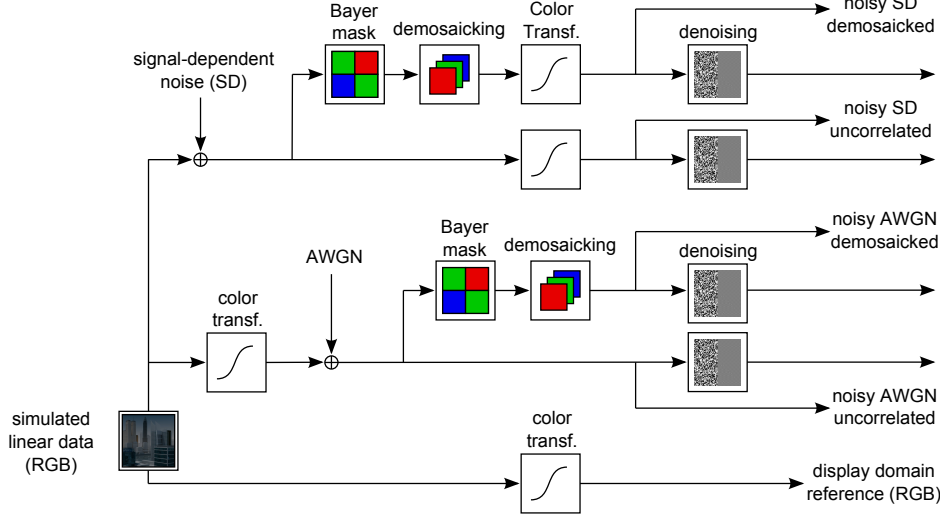 noisy SD
demosaicked
Bayer
mask
demosaicking
Color
Transf.
denoising
signal-dependent
noise (SD)
noisy SD
uncorrelated
noisy AWGN
demosaicked
Bayer
mask
demosaicking
denoising
AWGN
color
transf.
noisy AWGN
uncorrelated
simulated
linear data
(RGB)
color
transf.
display domain
reference (RGB)